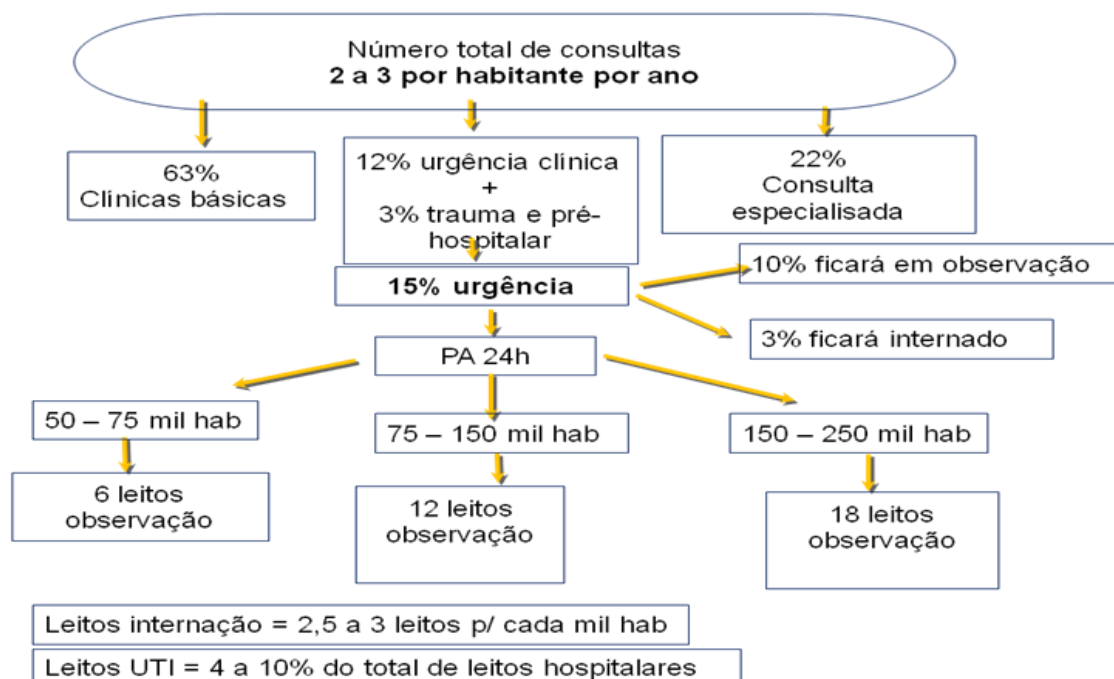 Número total de consultas
2 a 3 por habitante por ano
63%
Clínicas básicas
12% urgência clínica
+
3% trauma e pré-
hospitalar
22%
Consulta
especialisada
15% urgência
10% ficará em observação
3% ficará internado
PA 24h
50 – 75 mil hab
75 – 150 mil hab
150 – 250 mil hab
6 leitos
observação
12 leitos
observação
18 leitos
observação
Leitos internação = 2,5 a 3 leitos p/ cada mil hab
Leitos UTI = 4 a 10% do total de leitos hospitalares